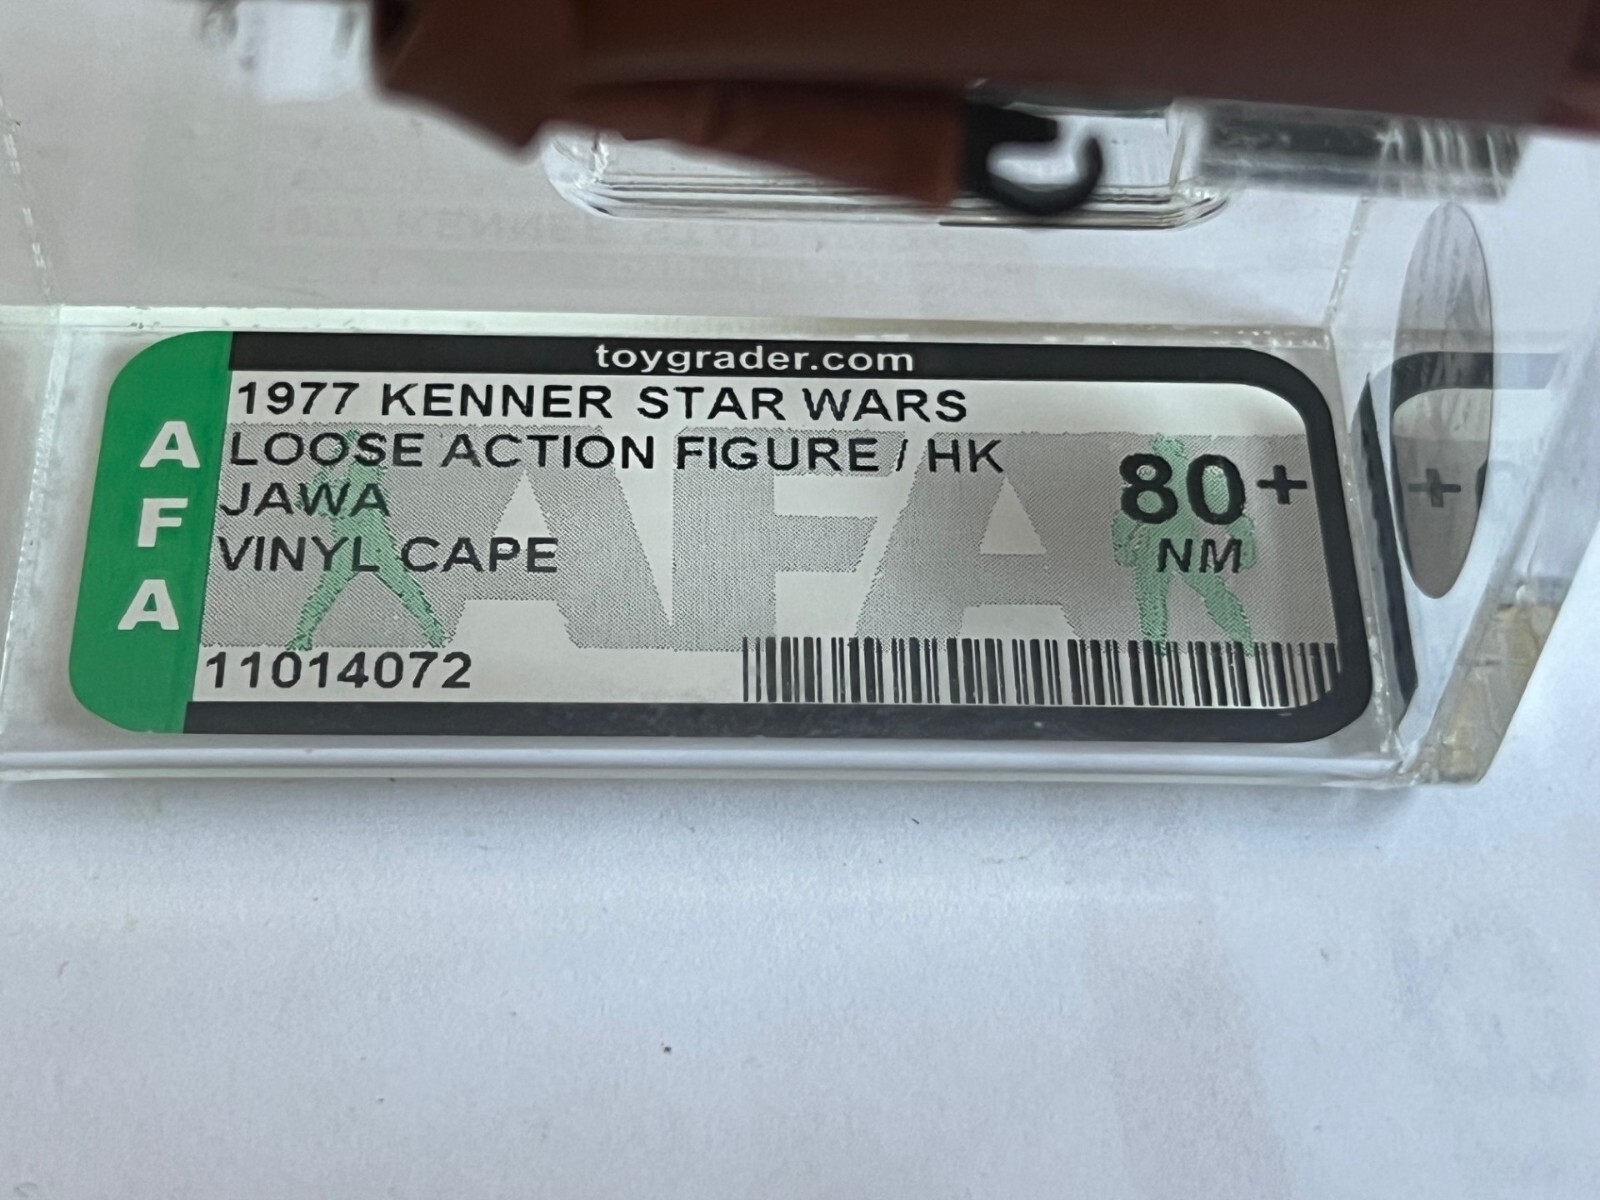 toygrader.com
1977 KENNER STAR WARS
LOOSE ACTION FIGURE / HK
JAWA
VINYL CAPE
80+
NM
AFA
AFA
11014072